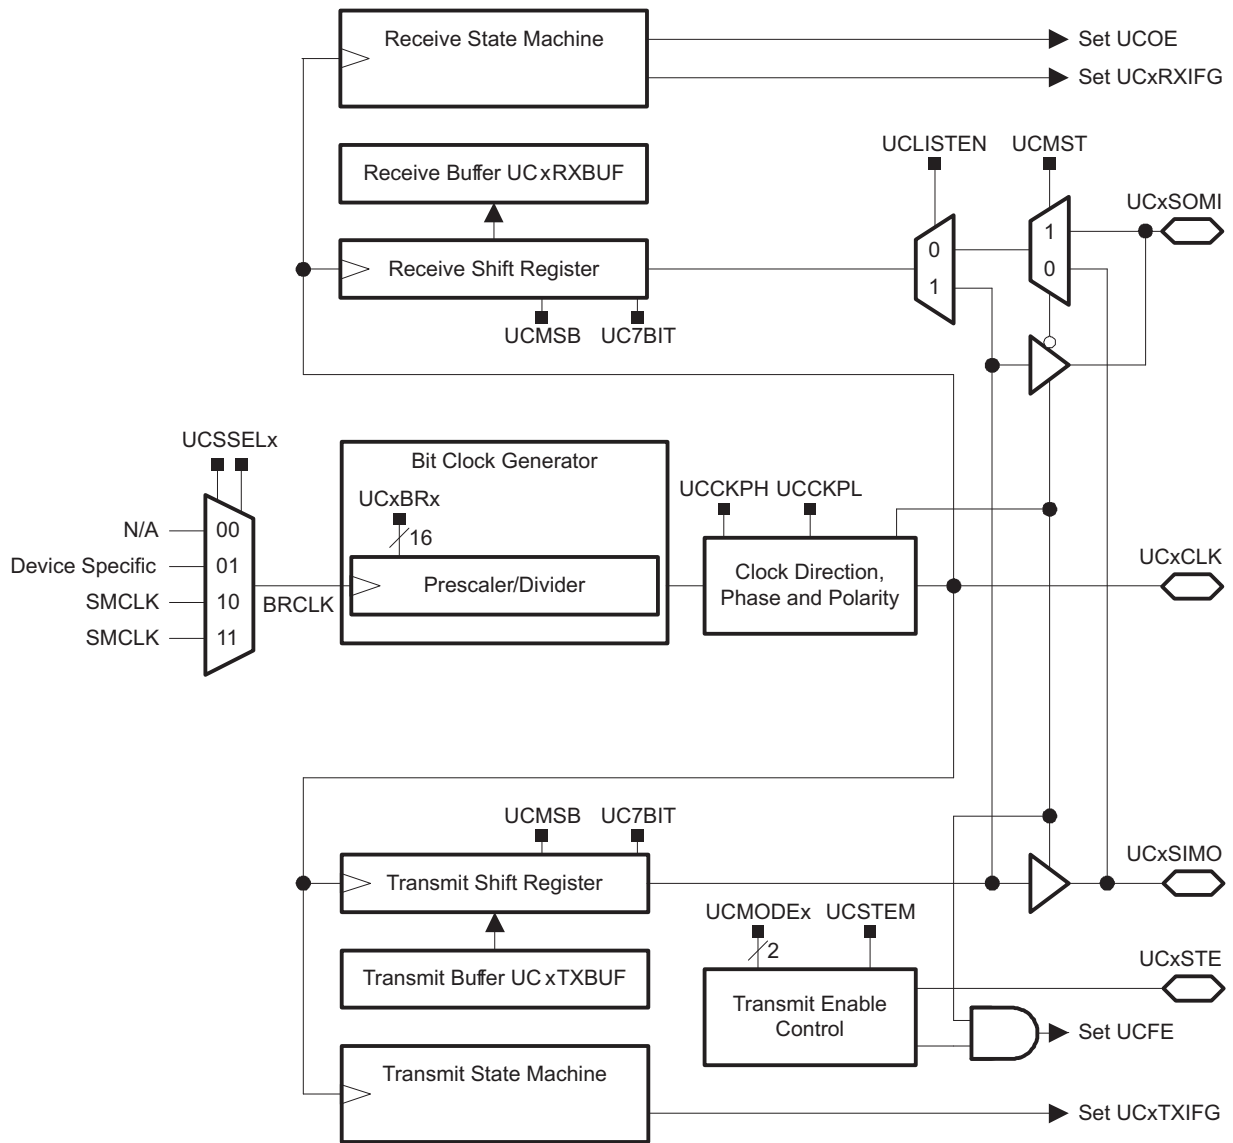 Receive State Machine
Set UCOE
Set UCxRXIFG
Receive Buffer UCxRXBUF
UCLISTEN
UCMST
UCxSOMI
1
0
0
1
Receive Shift Register
UCMSB
UC7BIT
UCSSELx
Bit Clock Generator
UCxBRx
16
UCCKPH
UCCKPL
N/A
00
Device Specific
01
SMCLK
10
SMCLK
11
BRCLK
Prescaler/Divider
Clock Direction,
Phase and Polarity
UCxCLK
UCMSB
UC7BIT
Transmit Shift Register
UCxSIMO
UCMODEx
UCSTEM
2
Transmit Buffer UCxTXBUF
Transmit Enable
Control
UCxSTE
Set UCFE
Transmit State Machine
Set UCxTXIFG